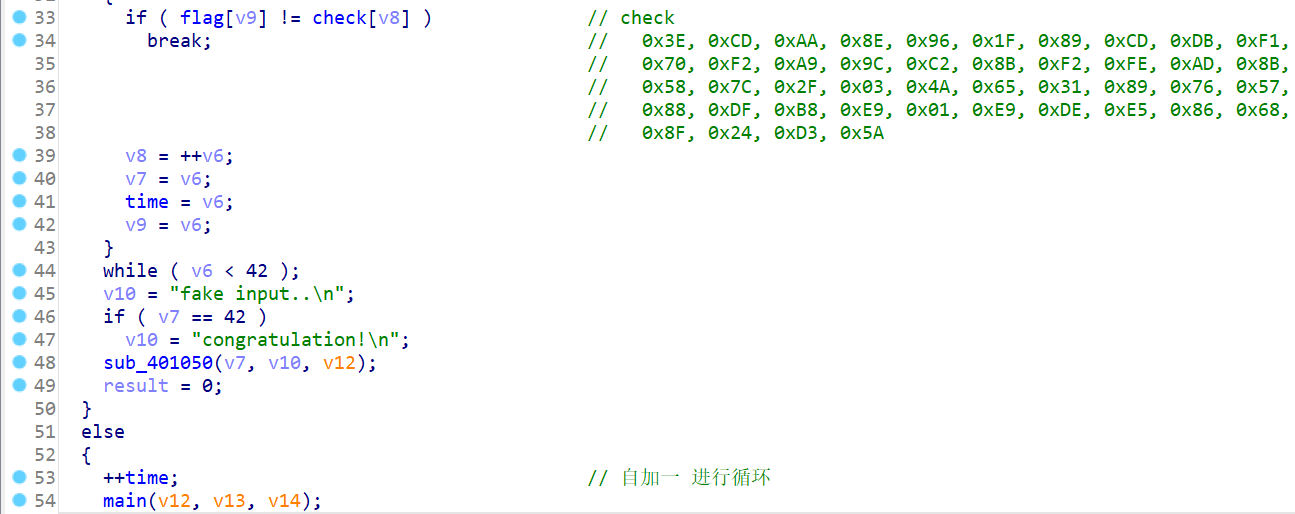 {
33 if ( flag[v9] != check[v8] ) // check
34 break; // 0x3E, 0xCD, 0xAA, 0x8E, 0x96, 0x1F, 0x89, 0xCD, 0xDB, 0xF1,
35 // 0x70, 0xF2, 0xA9, 0x9C, 0xC2, 0x8B, 0xF2, 0xFE, 0xAD, 0x8B,
36 // 0x58, 0x7C, 0x2F, 0x03, 0x4A, 0x65, 0x31, 0x89, 0x76, 0x57,
37 // 0x88, 0xDF, 0xB8, 0xE9, 0x01, 0xE9, 0xDE, 0xE5, 0x86, 0x68,
38 // 0x8F, 0x24, 0xD3, 0x5A
39 v8 = ++v6;
40 v7 = v6;
41 time = v6;
42 v9 = v6;
43 }
44 while ( v6 < 42 );
45 v10 = "fake input..\n";
46 if ( v7 == 42 )
47 v10 = "congratulation!\n";
48 sub_401050(v7, v10, v12);
49 result = 0;
50 }
51 else
52 {
53 ++time; // 自加一 进行循环
54 main(v12, v13, v14);